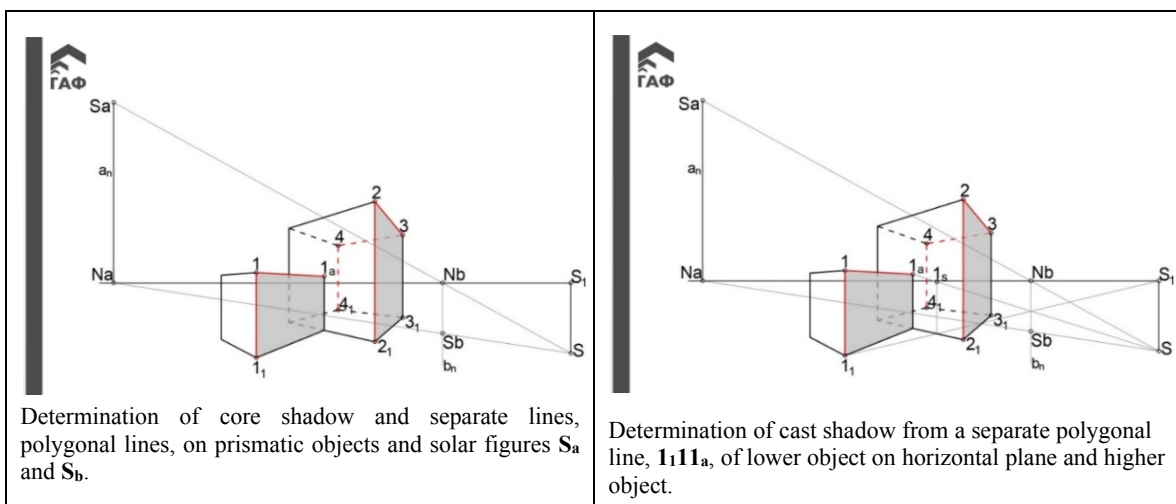 ГАФ
Sa
an
2
3
4
1
1a
Na
Nb
S1
41
31
Sb
S
21
bn
11
Determination of core shadow and separate lines,
polygonal lines, on prismatic objects and solar figures Sa
and Sb.
ГАФ
Sa
an
2
3
4
1
1a
1s
Na
Nb
S1
41
31
Sb
S
21
bn
11
Determination of cast shadow from a separate polygonal
line, 1111a, of lower object on horizontal plane and higher
object.